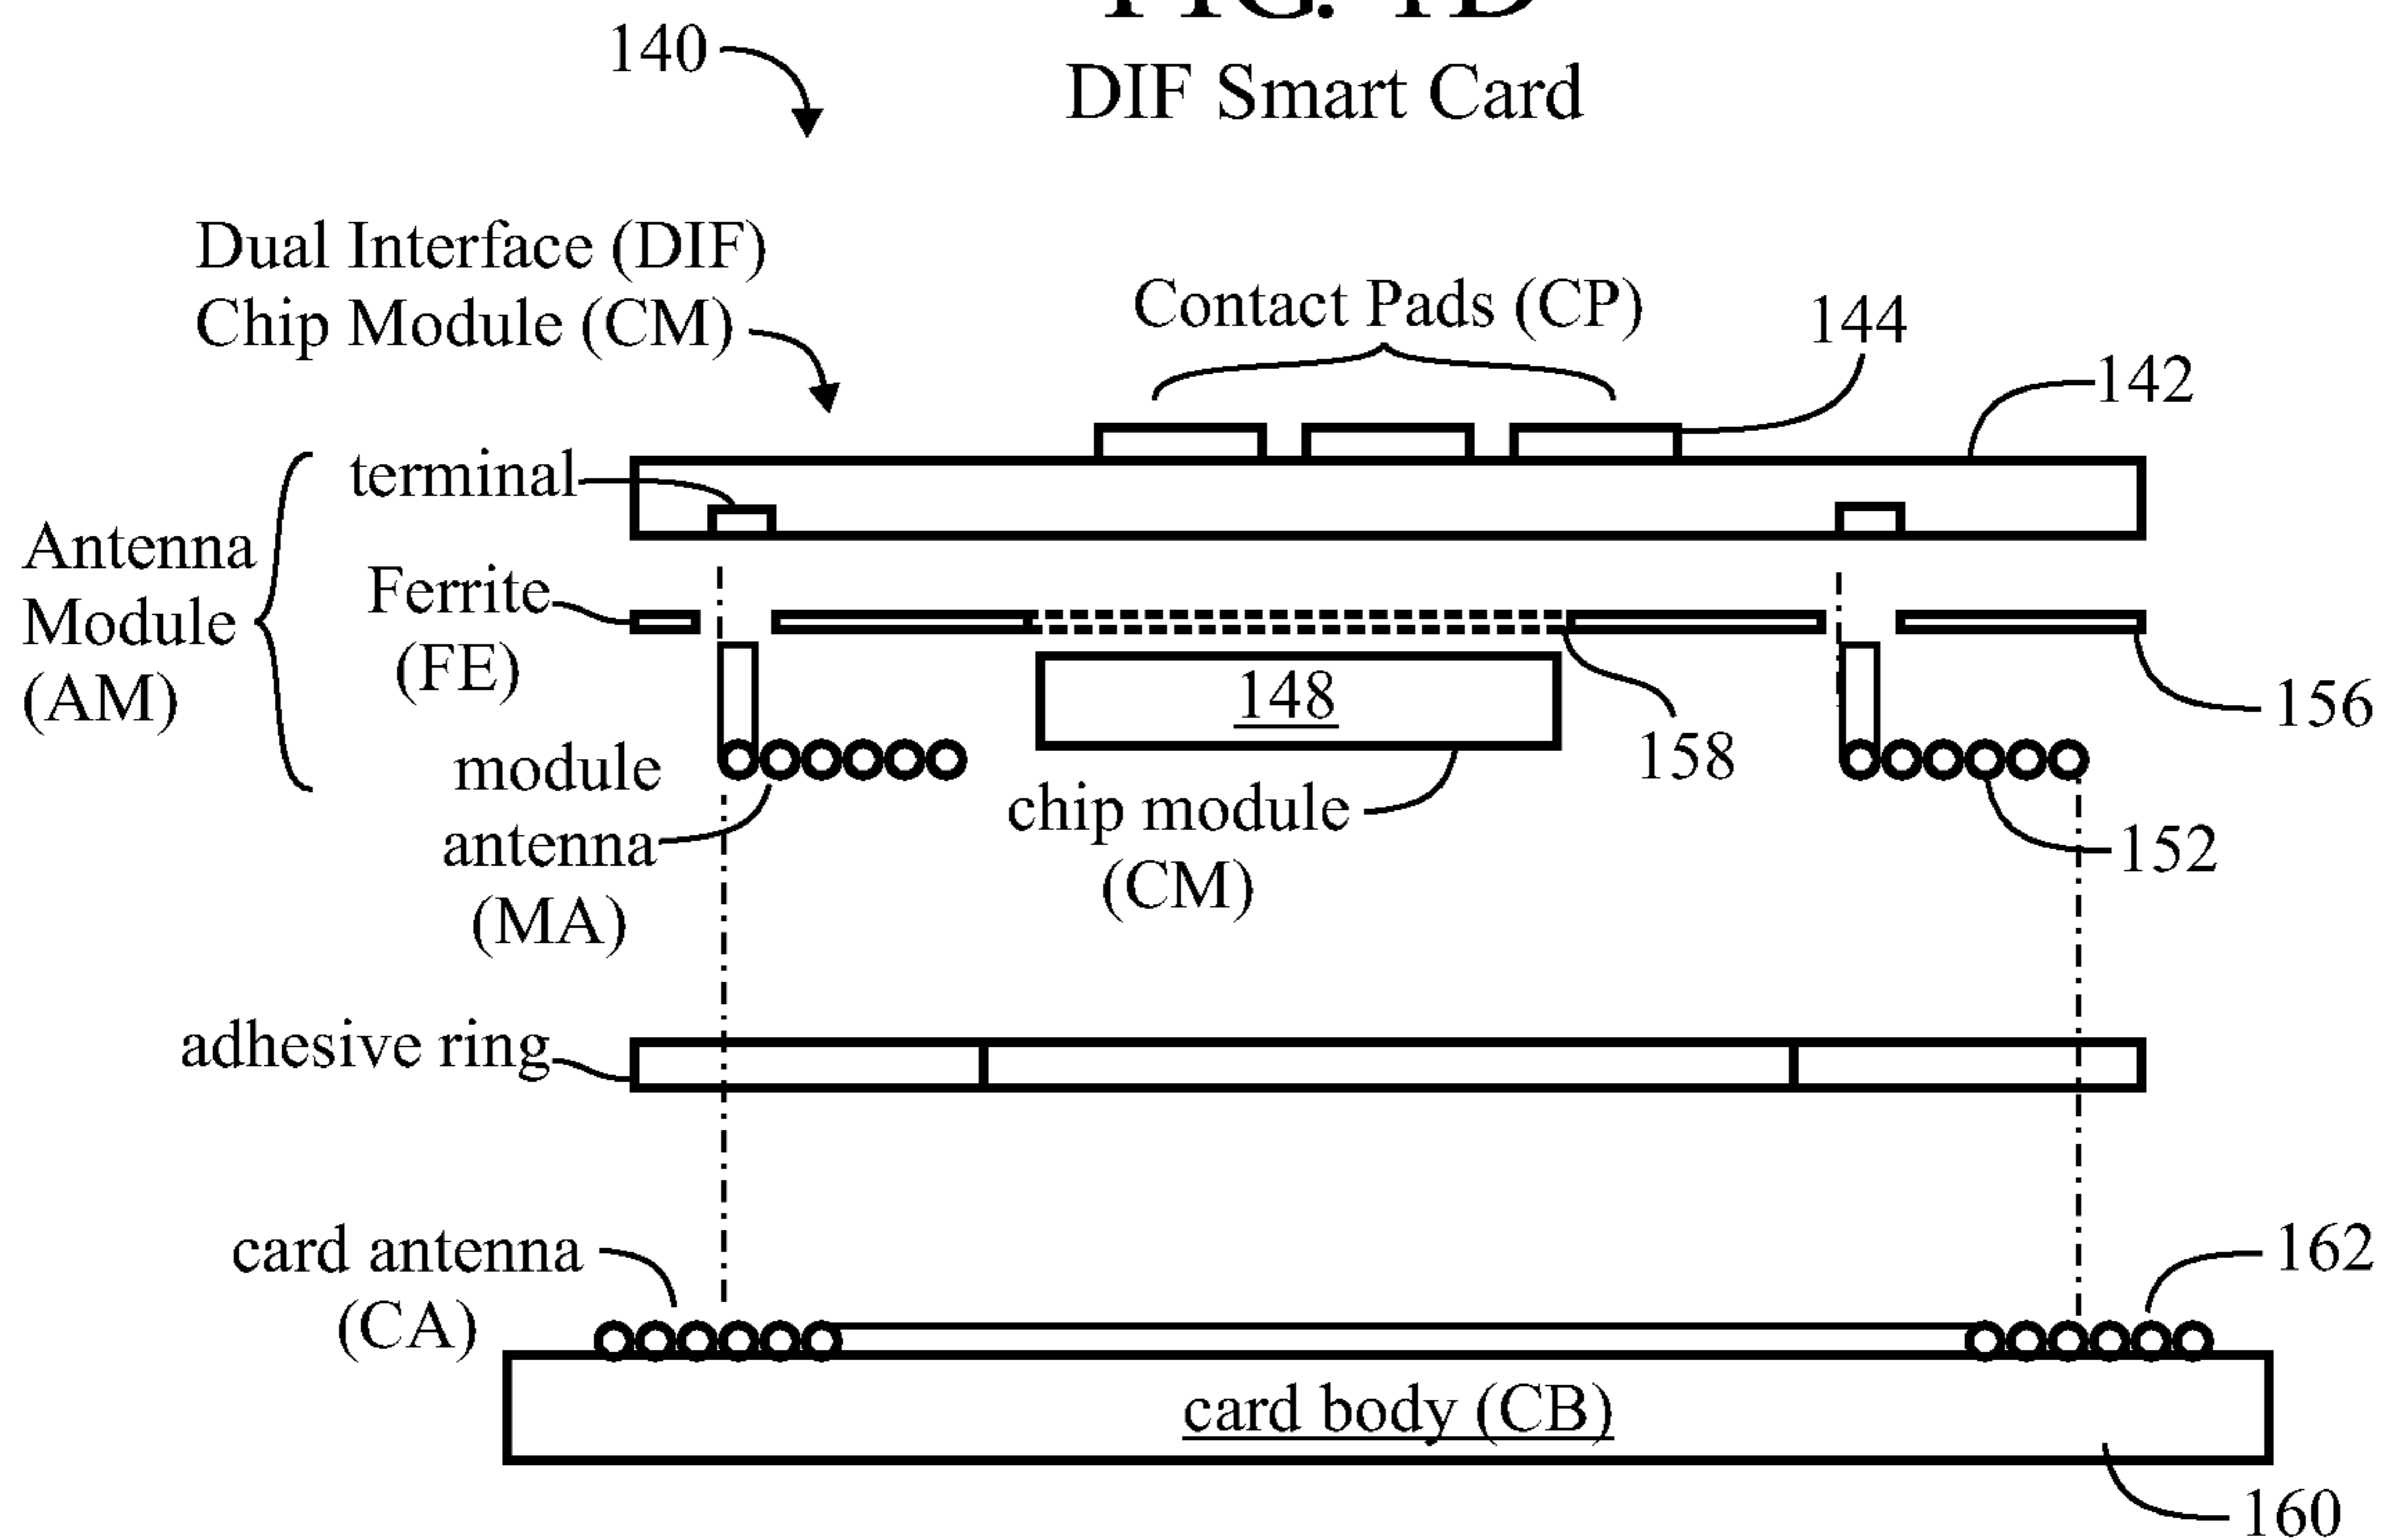 FIG. 1D
DIF Smart Card
140
Dual Interface (DIF)
Chip Module (CM)
Contact Pads (CP)
144
142
terminal
Antenna
Module
(AM)
Ferrite
(FE)
148
158
156
module
antenna
(MA)
chip module
(CM)
152
adhesive ring
card antenna
(CA)
162
card body (CB)
160